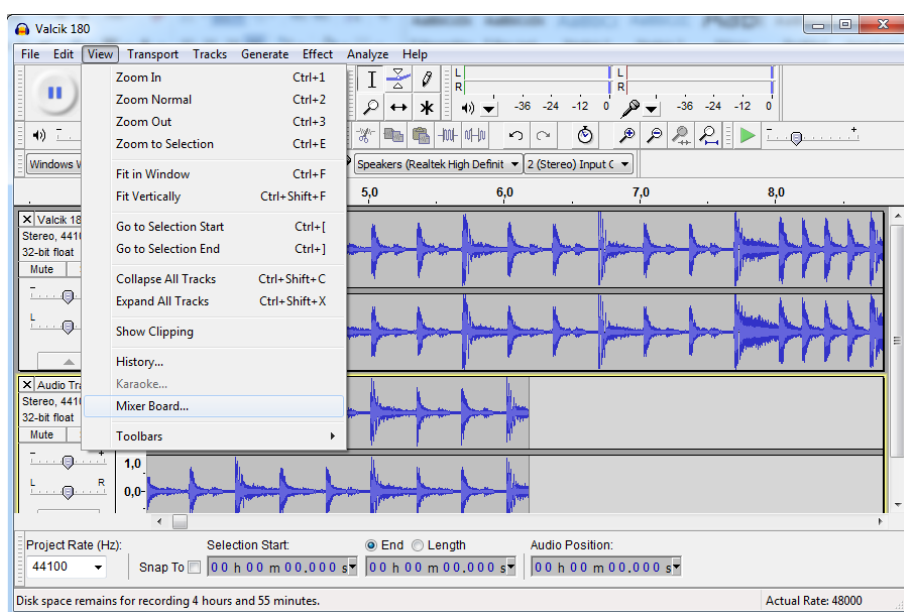 Valcik 180
File Edit View Transport Tracks Generate Effect Analyze Help
Zoom In Ctrl+1
Zoom Normal Ctrl+2
Zoom Out Ctrl+3
Zoom to Selection Ctrl+E
Fit in Window Ctrl+F
Fit Vertically Ctrl+Shift+F
Go to Selection Start Ctrl+[
Go to Selection End Ctrl+]
Collapse All Tracks Ctrl+Shift+C
Expand All Tracks Ctrl+Shift+X
Show Clipping
History...
Karaoke...
Mixer Board...
Toolbars
L L
R R
-36 -24 -12 0 -36 -24 -12 0
Windows Speakers (Realtek High Definit 2 (Stereo) Input C
5,0 6,0 7,0 8,0
Valcik 18
Stereo, 441
32-bit float
Mute
L
Audio Tra
Stereo, 441
32-bit float
Mute
L R
1,0
0,0
Project Rate (Hz): Selection Start: End Length Audio Position:
44100 Snap To 00 h 00 m 00.000 s 00 h 00 m 00.000 s 00 h 00 m 00.000 s
Disk space remains for recording 4 hours and 55 minutes. Actual Rate: 48000